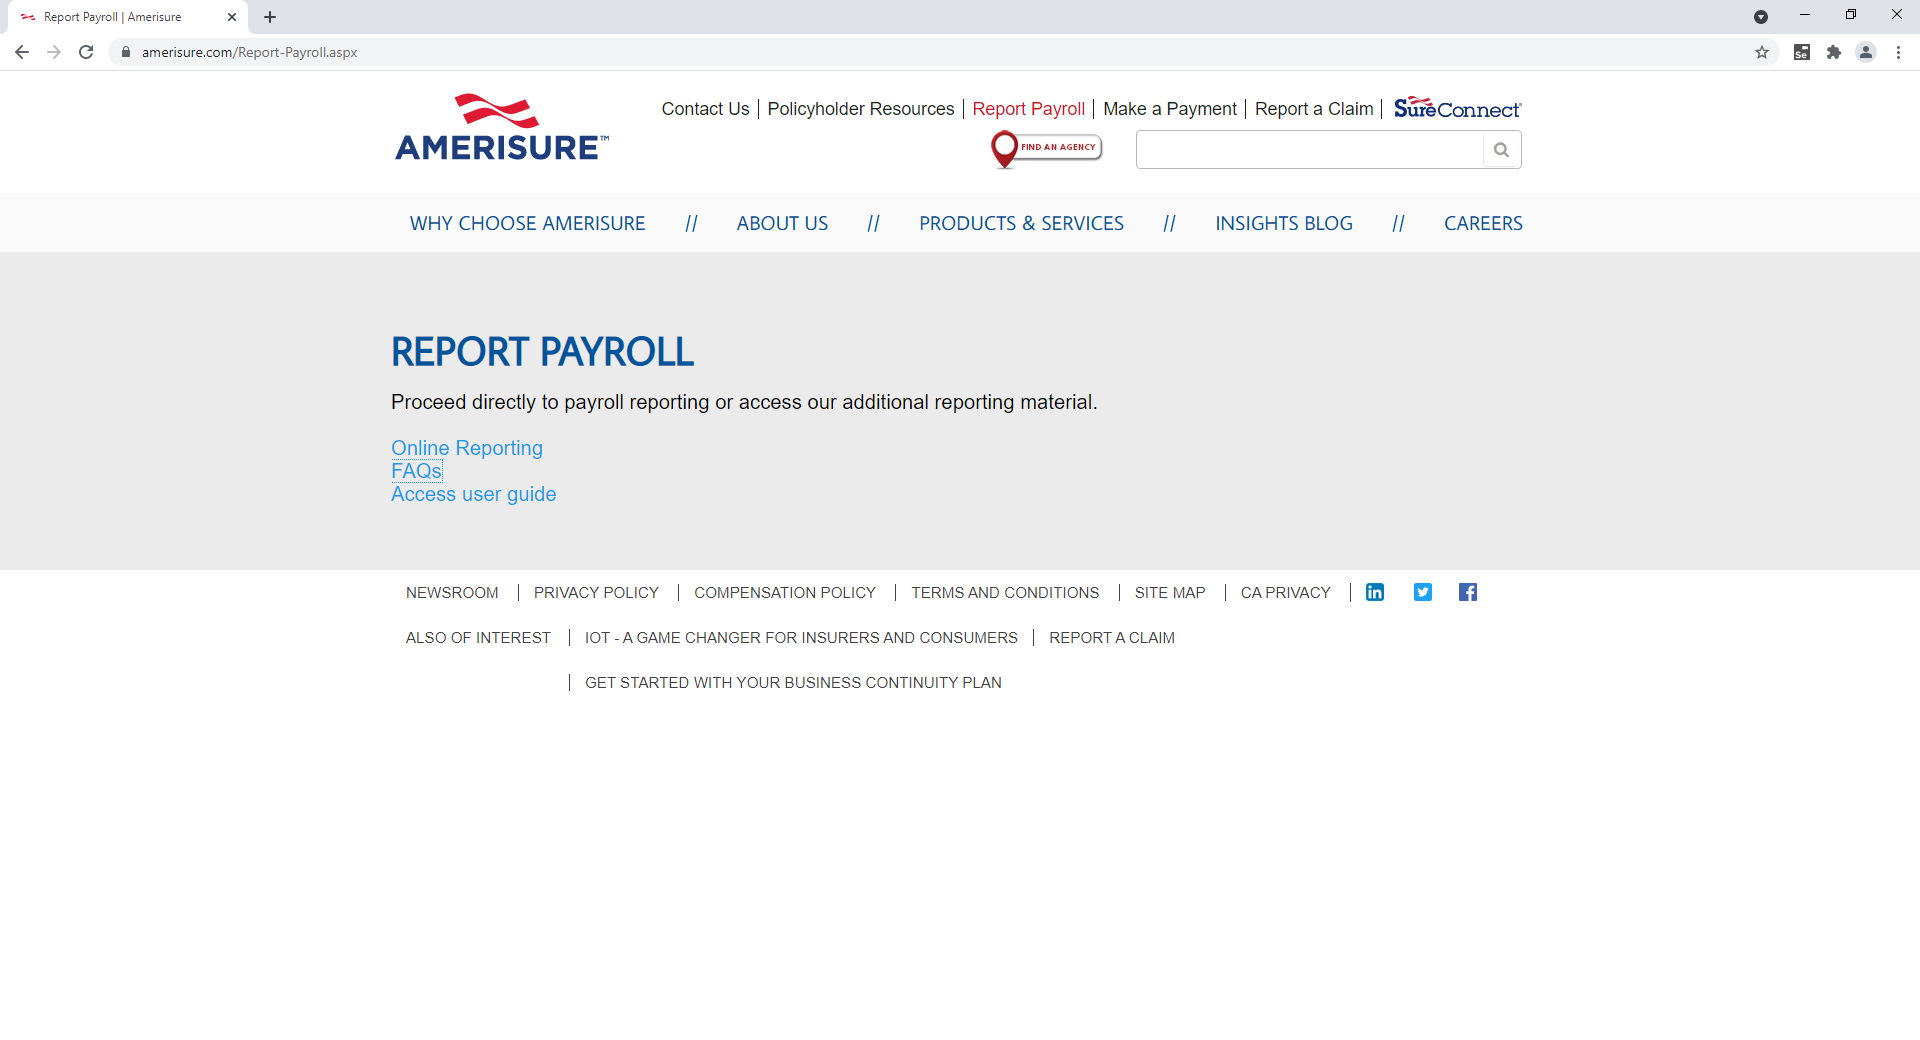 Report Payroll | Amerisure
amerisure.com/Report-Payroll.aspx
Se
AMERISURE™
Contact Us | Policyholder Resources | Report Payroll | Make a Payment | Report a Claim | SureConnect®
FIND AN AGENCY
WHY CHOOSE AMERISURE // ABOUT US // PRODUCTS & SERVICES // INSIGHTS BLOG // CAREERS
REPORT PAYROLL
Proceed directly to payroll reporting or access our additional reporting material.
Online Reporting
FAQs
Access user guide
NEWSROOM | PRIVACY POLICY | COMPENSATION POLICY | TERMS AND CONDITIONS | SITE MAP | CA PRIVACY |
ALSO OF INTEREST | IOT - A GAME CHANGER FOR INSURERS AND CONSUMERS | REPORT A CLAIM
| GET STARTED WITH YOUR BUSINESS CONTINUITY PLAN